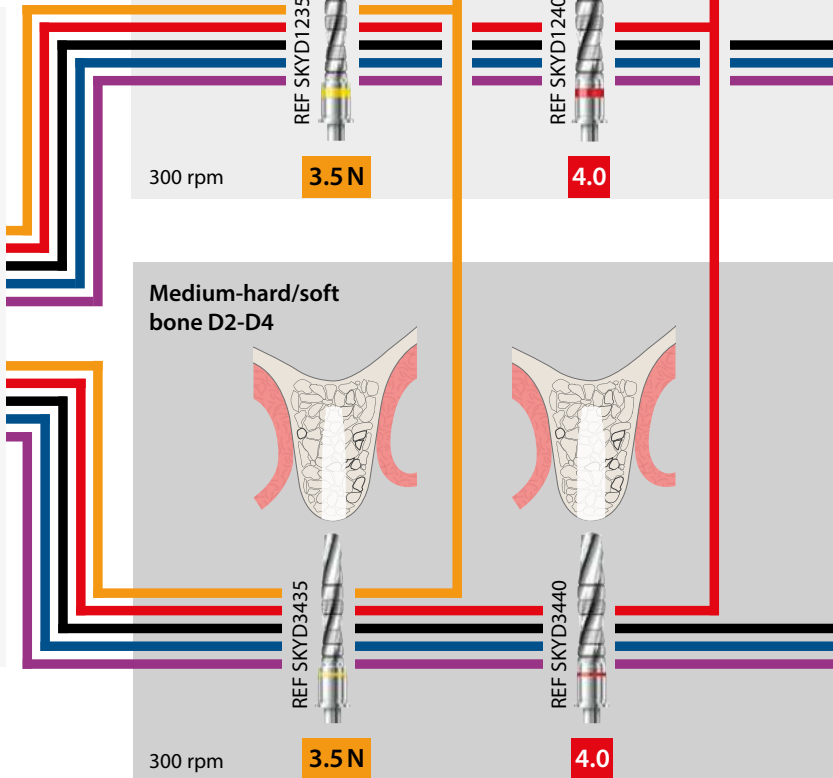 REF SKYD1235
REF SKYD1240
300 rpm
3.5 N
4.0
Medium-hard/soft
bone D2-D4
REF SKYD3435
REF SKYD3440
300 rpm
3.5 N
4.0